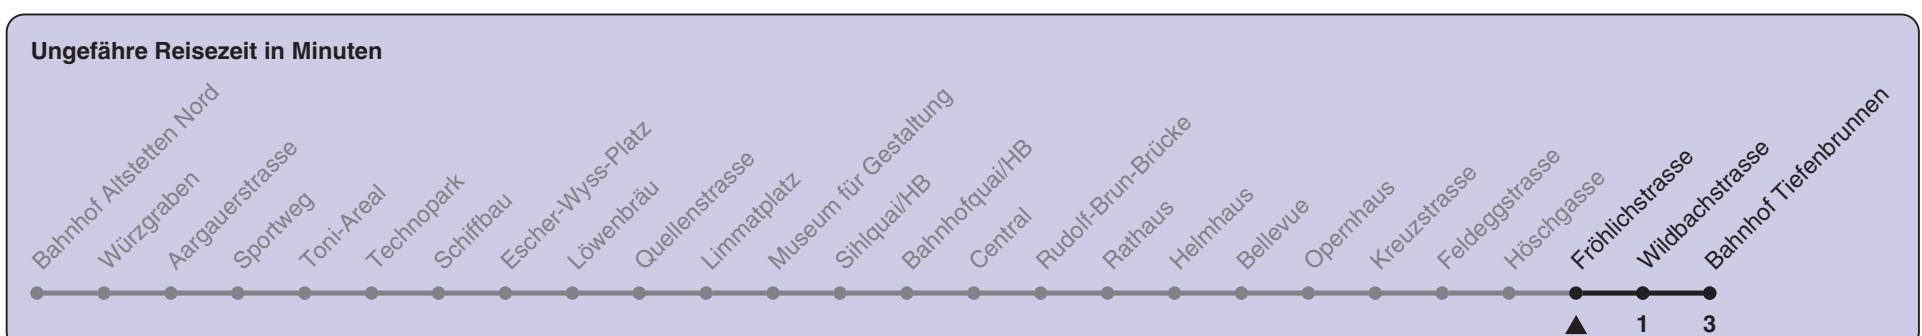 Ungefähre Reisezeit in Minuten
Bahnhof Altstetten Nord
Würzgraben
Aargauerstrasse
Sportweg
Toni-Areal
Technopark
Schiffbau
Escher-Wyss-Platz
Löwenbräu
Quellenstrasse
Limmatplatz
Museum für Gestaltung
Sihlquai/HB
Bahnhofquai/HB
Central
Rudolf-Brun-Brücke
Rathaus
Helmhaus
Bellevue
Opernhaus
Kreuzstrasse
Feldeggstrasse
Höschgasse
Fröhlichstrasse
Wildbachstrasse
Bahnhof Tiefenbrunnen
1 3